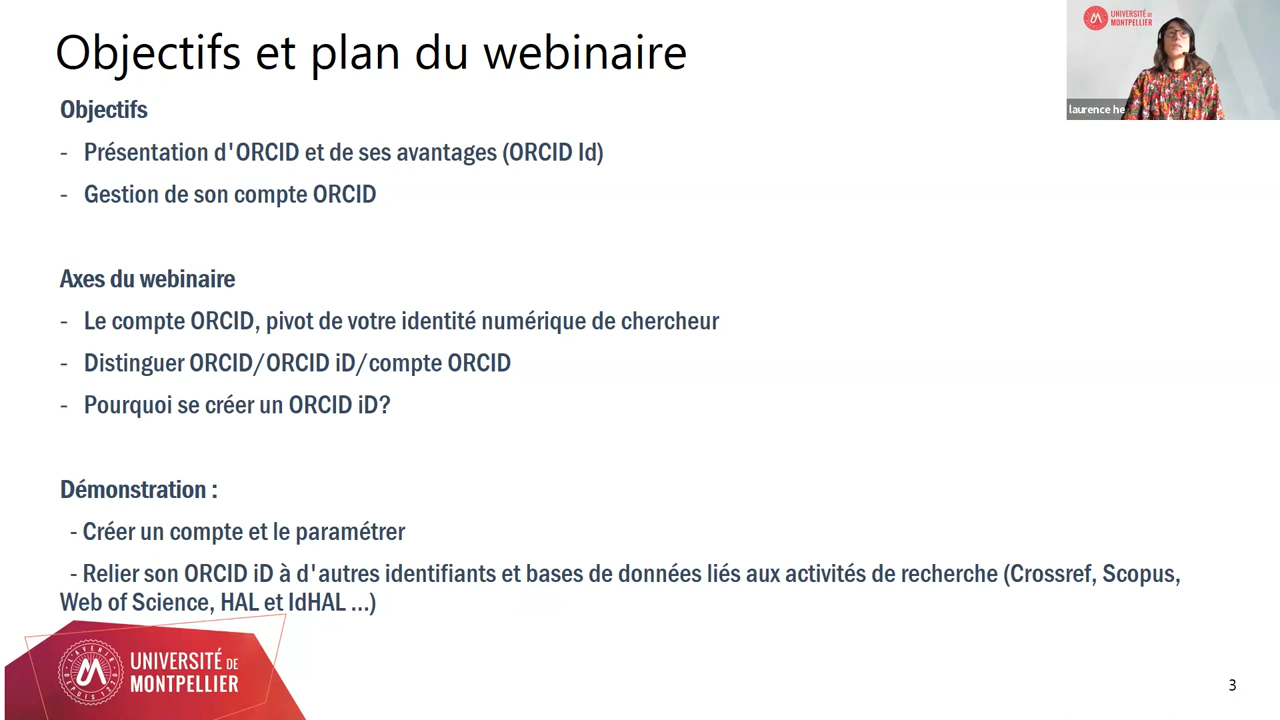 Objectifs et plan du webinaire
UNIVERSITÉ DE
MONTPELLIER
laurence he
Objectifs
- Présentation d'ORCID et de ses avantages (ORCID Id)
- Gestion de son compte ORCID
Axes du webinaire
- Le compte ORCID, pivot de votre identité numérique de chercheur
- Distinguer ORCID/ORCID iD/compte ORCID
- Pourquoi se créer un ORCID iD?
Démonstration :
- Créer un compte et le paramétrer
- Relier son ORCID iD à d'autres identifiants et bases de données liés aux activités de recherche (Crossref, Scopus,
Web of Science, HAL et IdHAL ...)
UNIVERSITÉ DE
MONTPELLIER
3